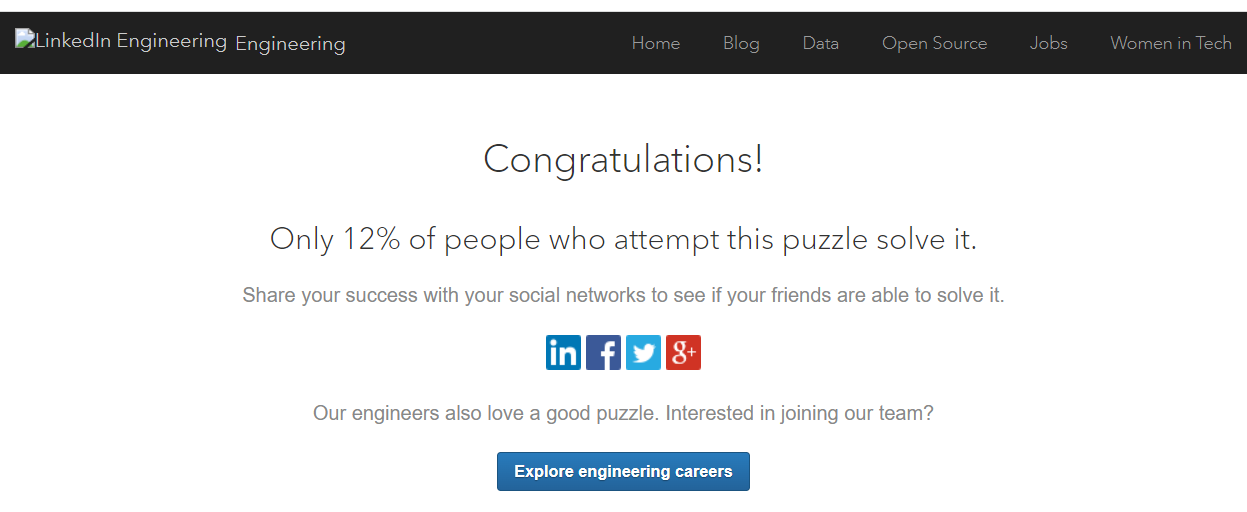 LinkedIn Engineering Engineering Home Blog Data Open Source Jobs Women in Tech
Congratulations!
Only 12% of people who attempt this puzzle solve it.
Share your success with your social networks to see if your friends are able to solve it.
in f g+
Our engineers also love a good puzzle. Interested in joining our team?
Explore engineering careers